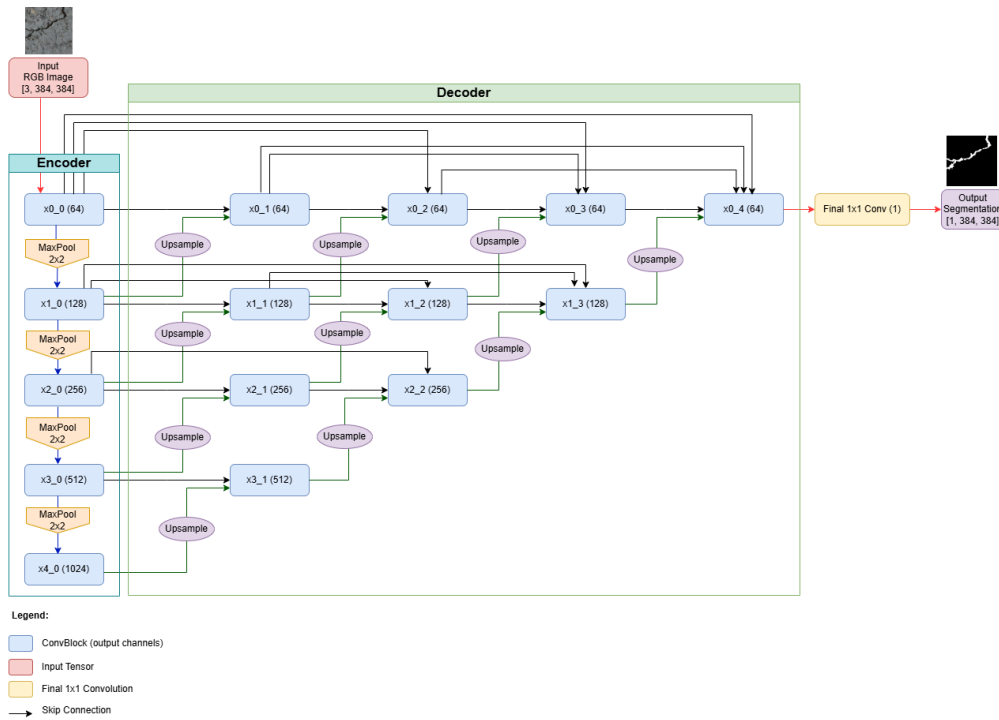 Input
RGB Image
[3, 384, 384]
Decoder
Encoder
Output
Segmentation
[1, 384, 384]
x0_0 (64)
x0_1 (64)
x0_2 (64)
x0_3 (64)
x0_4 (64)
Final 1x1 Conv (1)
MaxPool
2x2
Upsample
Upsample
Upsample
Upsample
x1_0 (128)
x1_1 (128)
x1_2 (128)
x1_3 (128)
MaxPool
2x2
Upsample
Upsample
Upsample
x2_0 (256)
x2_1 (256)
x2_2 (256)
MaxPool
2x2
Upsample
Upsample
x3_0 (512)
x3_1 (512)
MaxPool
2x2
Upsample
x4_0 (1024)
Legend:
ConvBlock (output channels)
Input Tensor
Final 1x1 Convolution
Skip Connection